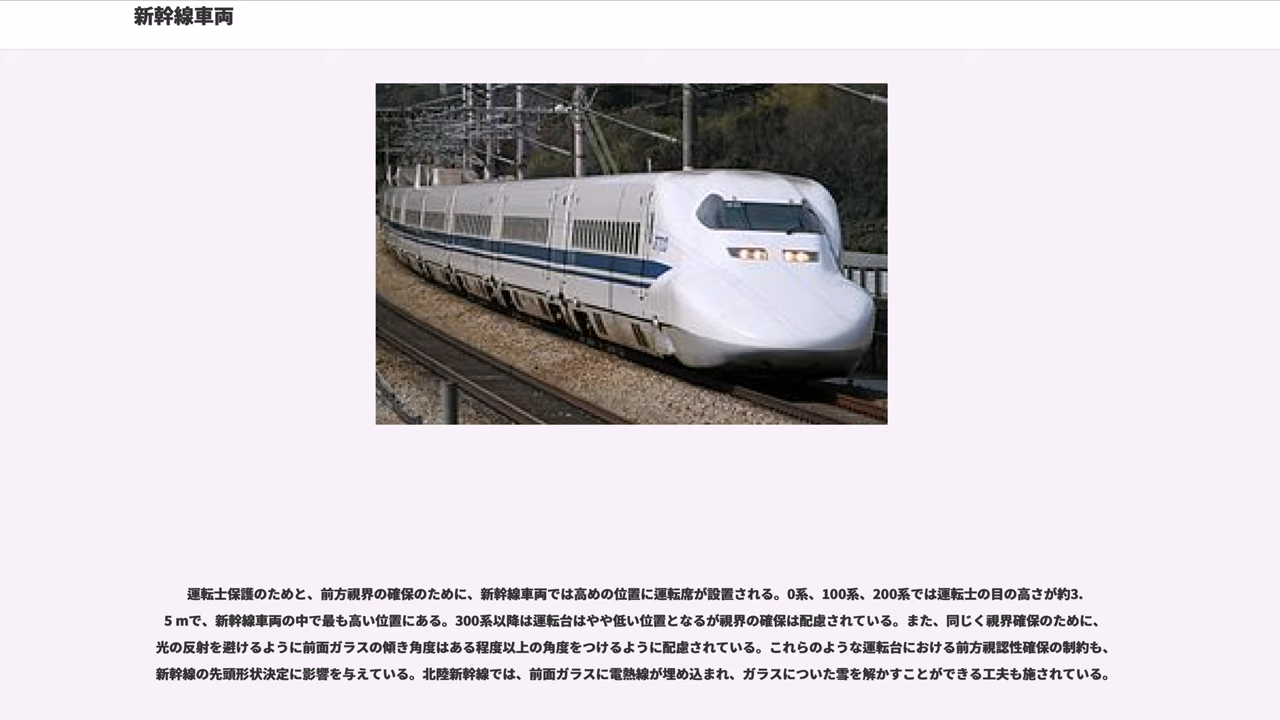 新幹線車両
運転士保護のためと、前方視界の確保のために、新幹線車両では高めの位置に運転席が設置される。0系、100系、200系では運転士の目の高さが約3.
5 mで、新幹線車両の中で最も高い位置にある。300系以降は運転台はやや低い位置となるが視界の確保は配慮されている。また、同じく視界確保のために、
光の反射を避けるように前面ガラスの傾き角度はある程度以上の角度をつけるように配慮されている。これらのような運転台における前方視認性確保の制約も、
新幹線の先頭形状決定に影響を与えている。北陸新幹線では、前面ガラスに電熱線が埋め込まれ、ガラスについた雪を解かすことができる工夫も施されている。